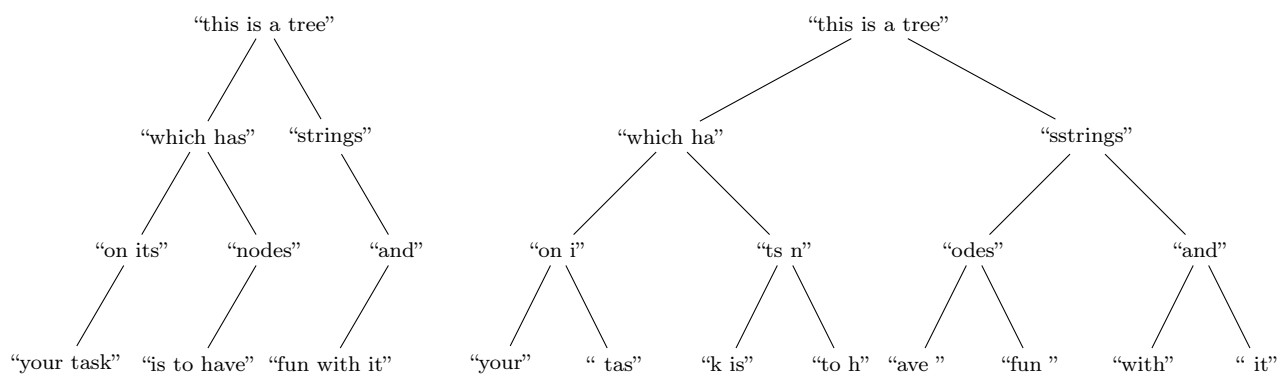 “this is a tree” “this is a tree”
“which has” “strings” “which ha” “sstrings”
“on its” “nodes” “and” “on i” “ts n” “odes” “and”
“your task” “is to have” “fun with it” “your” “ tas” “k is” “to h” “ave ” “fun ” “with” “ it”